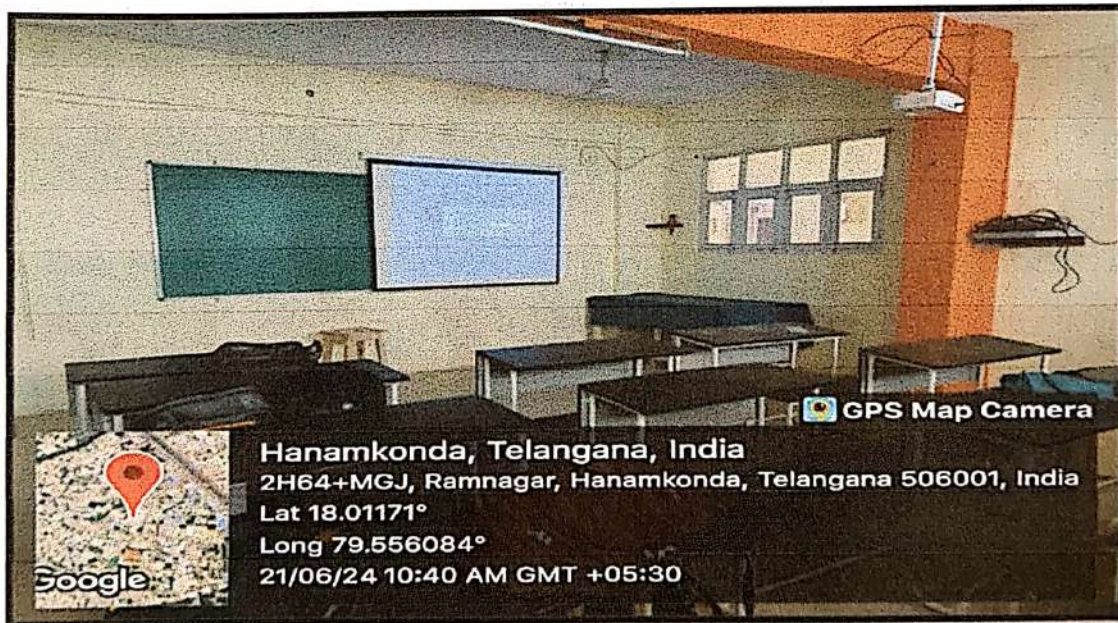 GPS Map Camera
Hanamkonda, Telangana, India
2H64+MGJ, Ramnagar, Hanamkonda, Telangana 506001, India
Lat 18.01171°
Long 79.556084°
21/06/24 10:40 AM GMT +05:30
Google